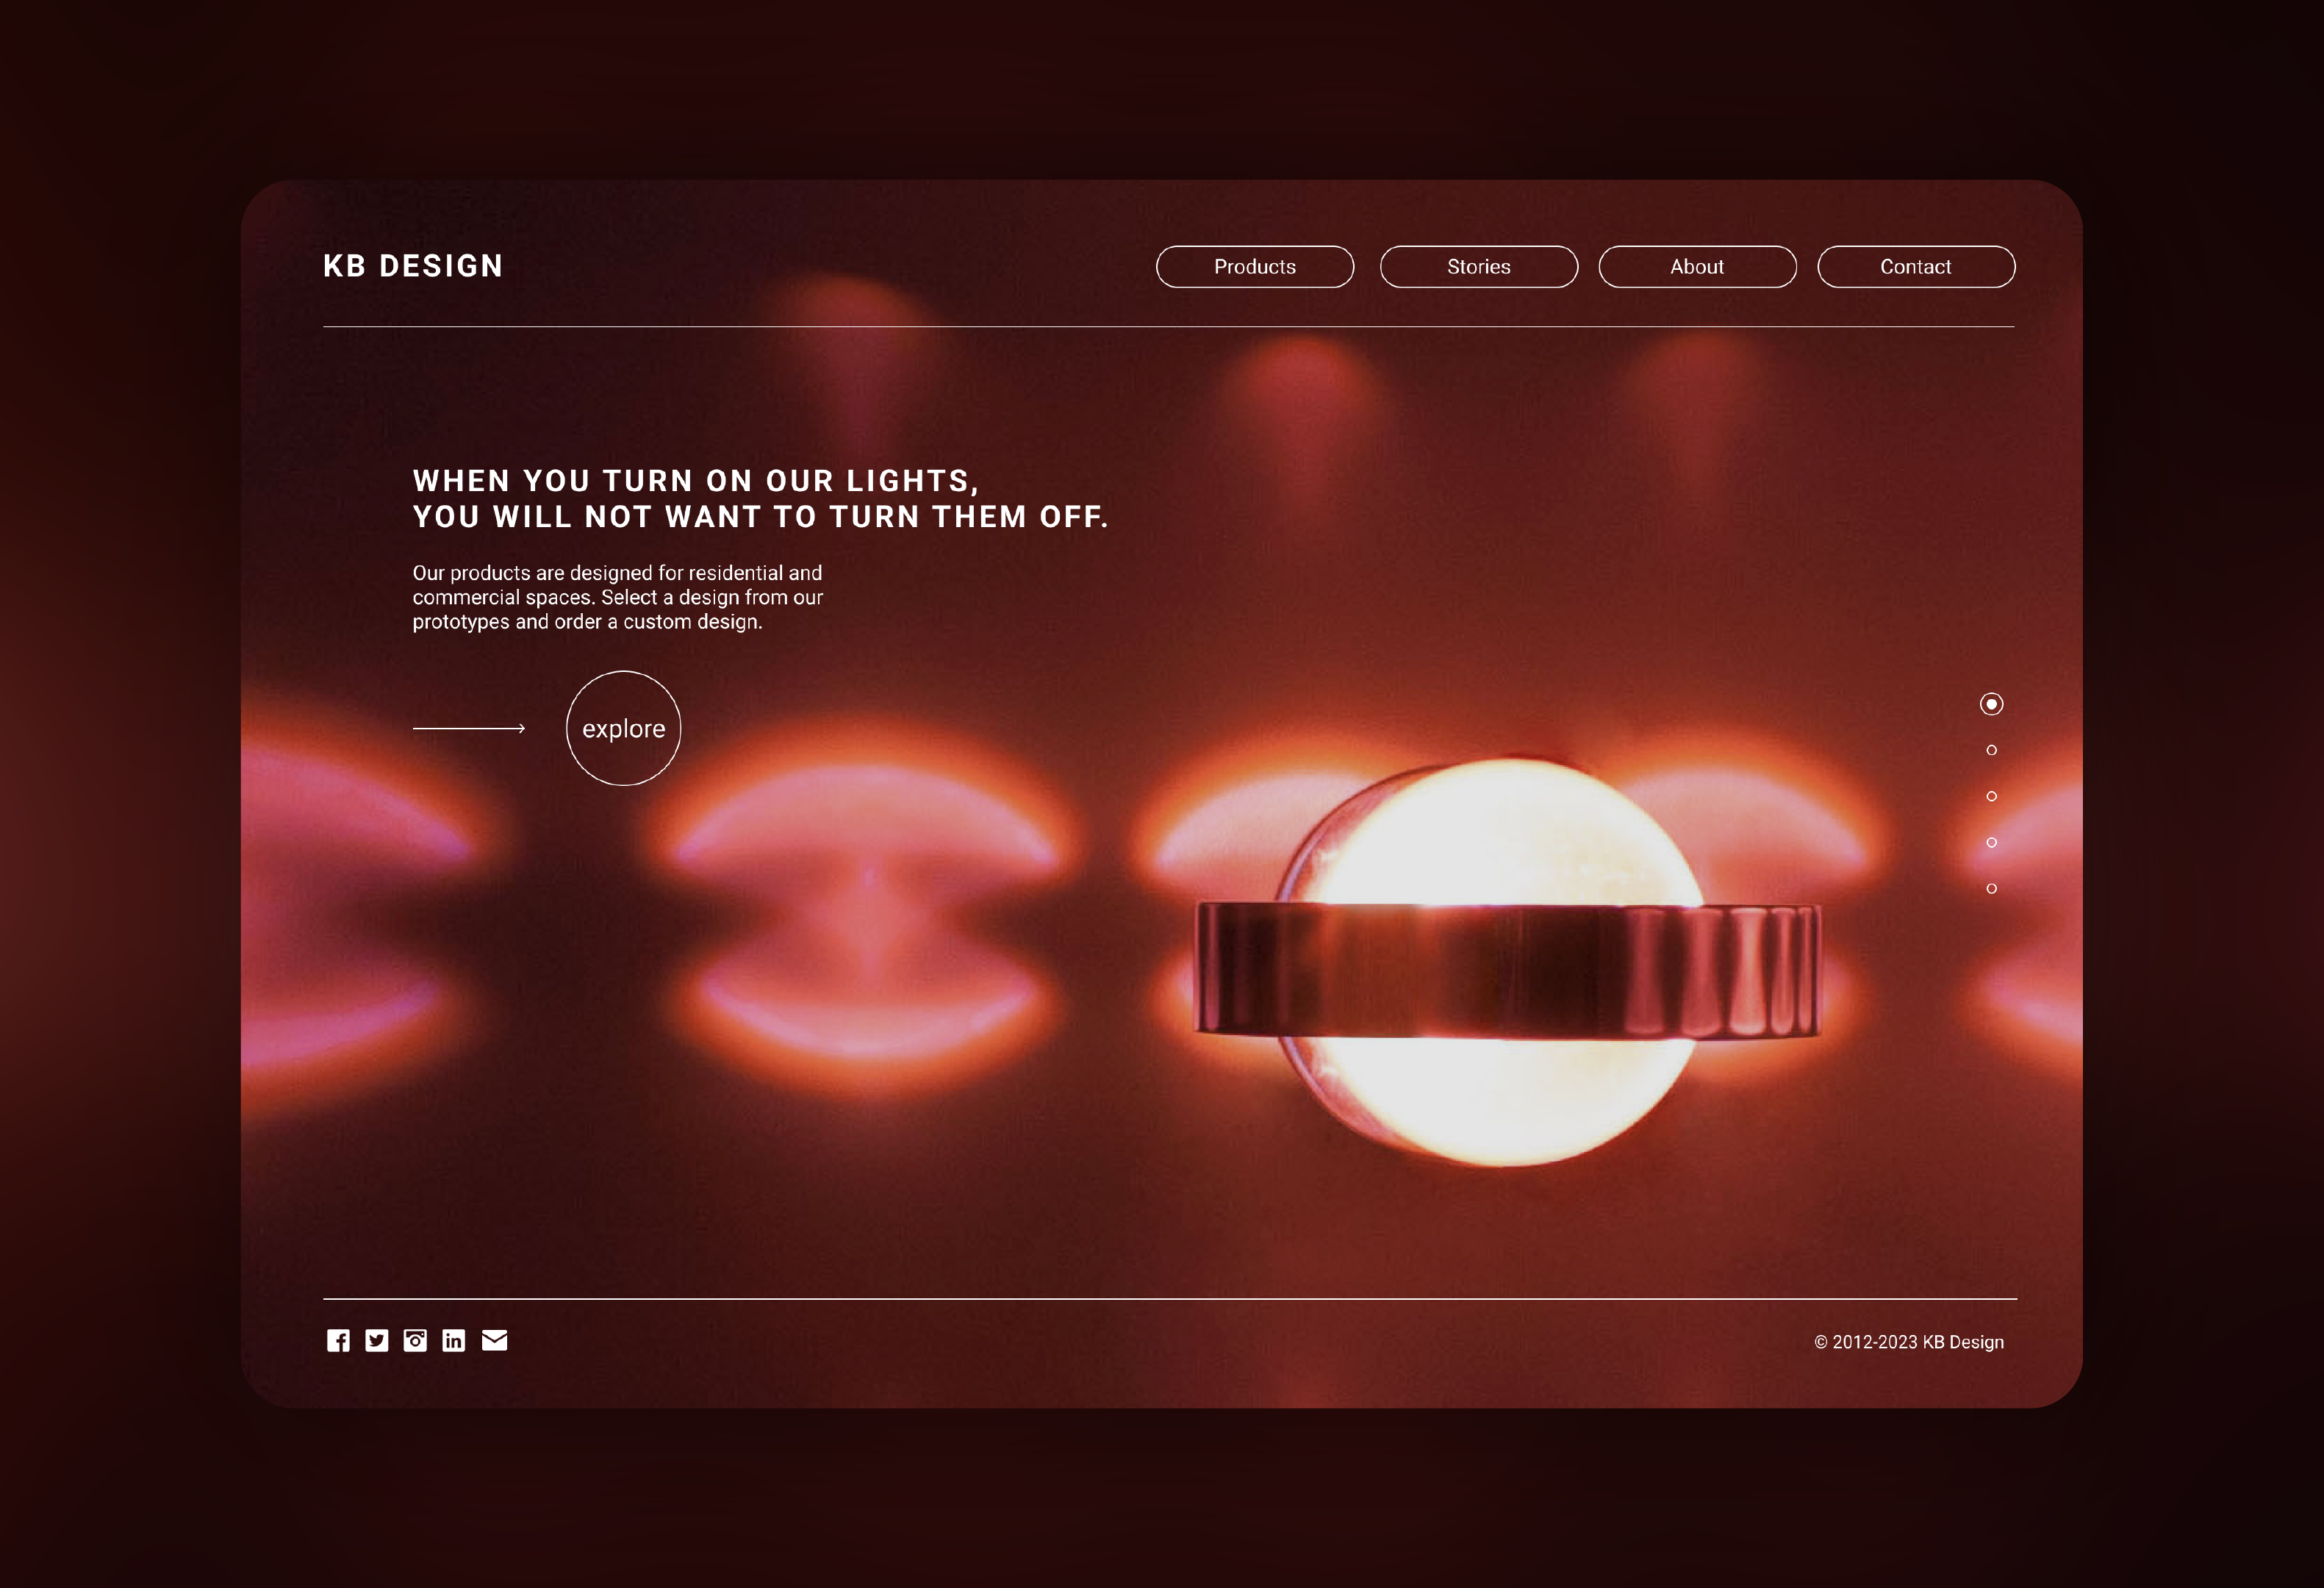 KB DESIGN
Products
Stories
About
Contact
WHEN YOU TURN ON OUR LIGHTS,
YOU WILL NOT WANT TO TURN THEM OFF.
Our products are designed for residential and
commercial spaces. Select a design from our
prototypes and order a custom design.
explore
© 2012-2023 KB Design